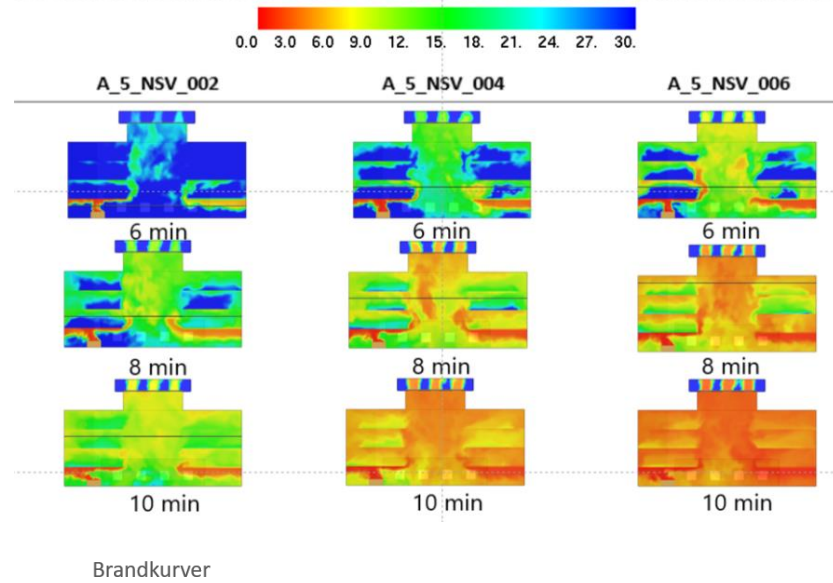 0.0 3.0 6.0 9.0 12. 15. 18. 21. 24. 27. 30.
A_5_NSV_002 A_5_NSV_004 A_5_NSV_006
6 min 6 min 6 min
8 min 8 min 8 min
10 min 10 min 10 min
Brandkurver